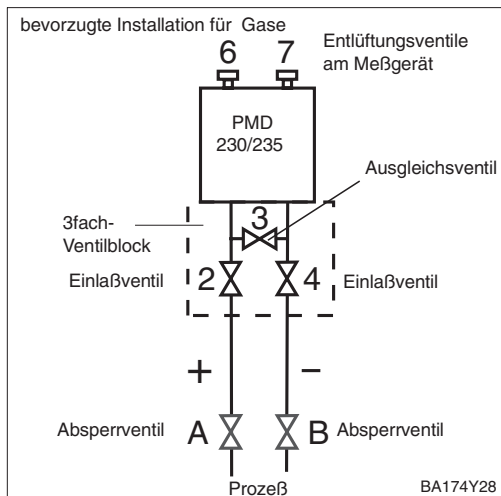 bevorzugte Installation für Gase
6 7
Entlüftungsventile
am Meßgerät
PMD
230/235
Ausgleichsventil
3
3fach-
Ventilblock
Einlaßventil 2 4 Einlaßventil
+ –
Absperrventil A B Absperrventil
Prozeß
BA174Y28